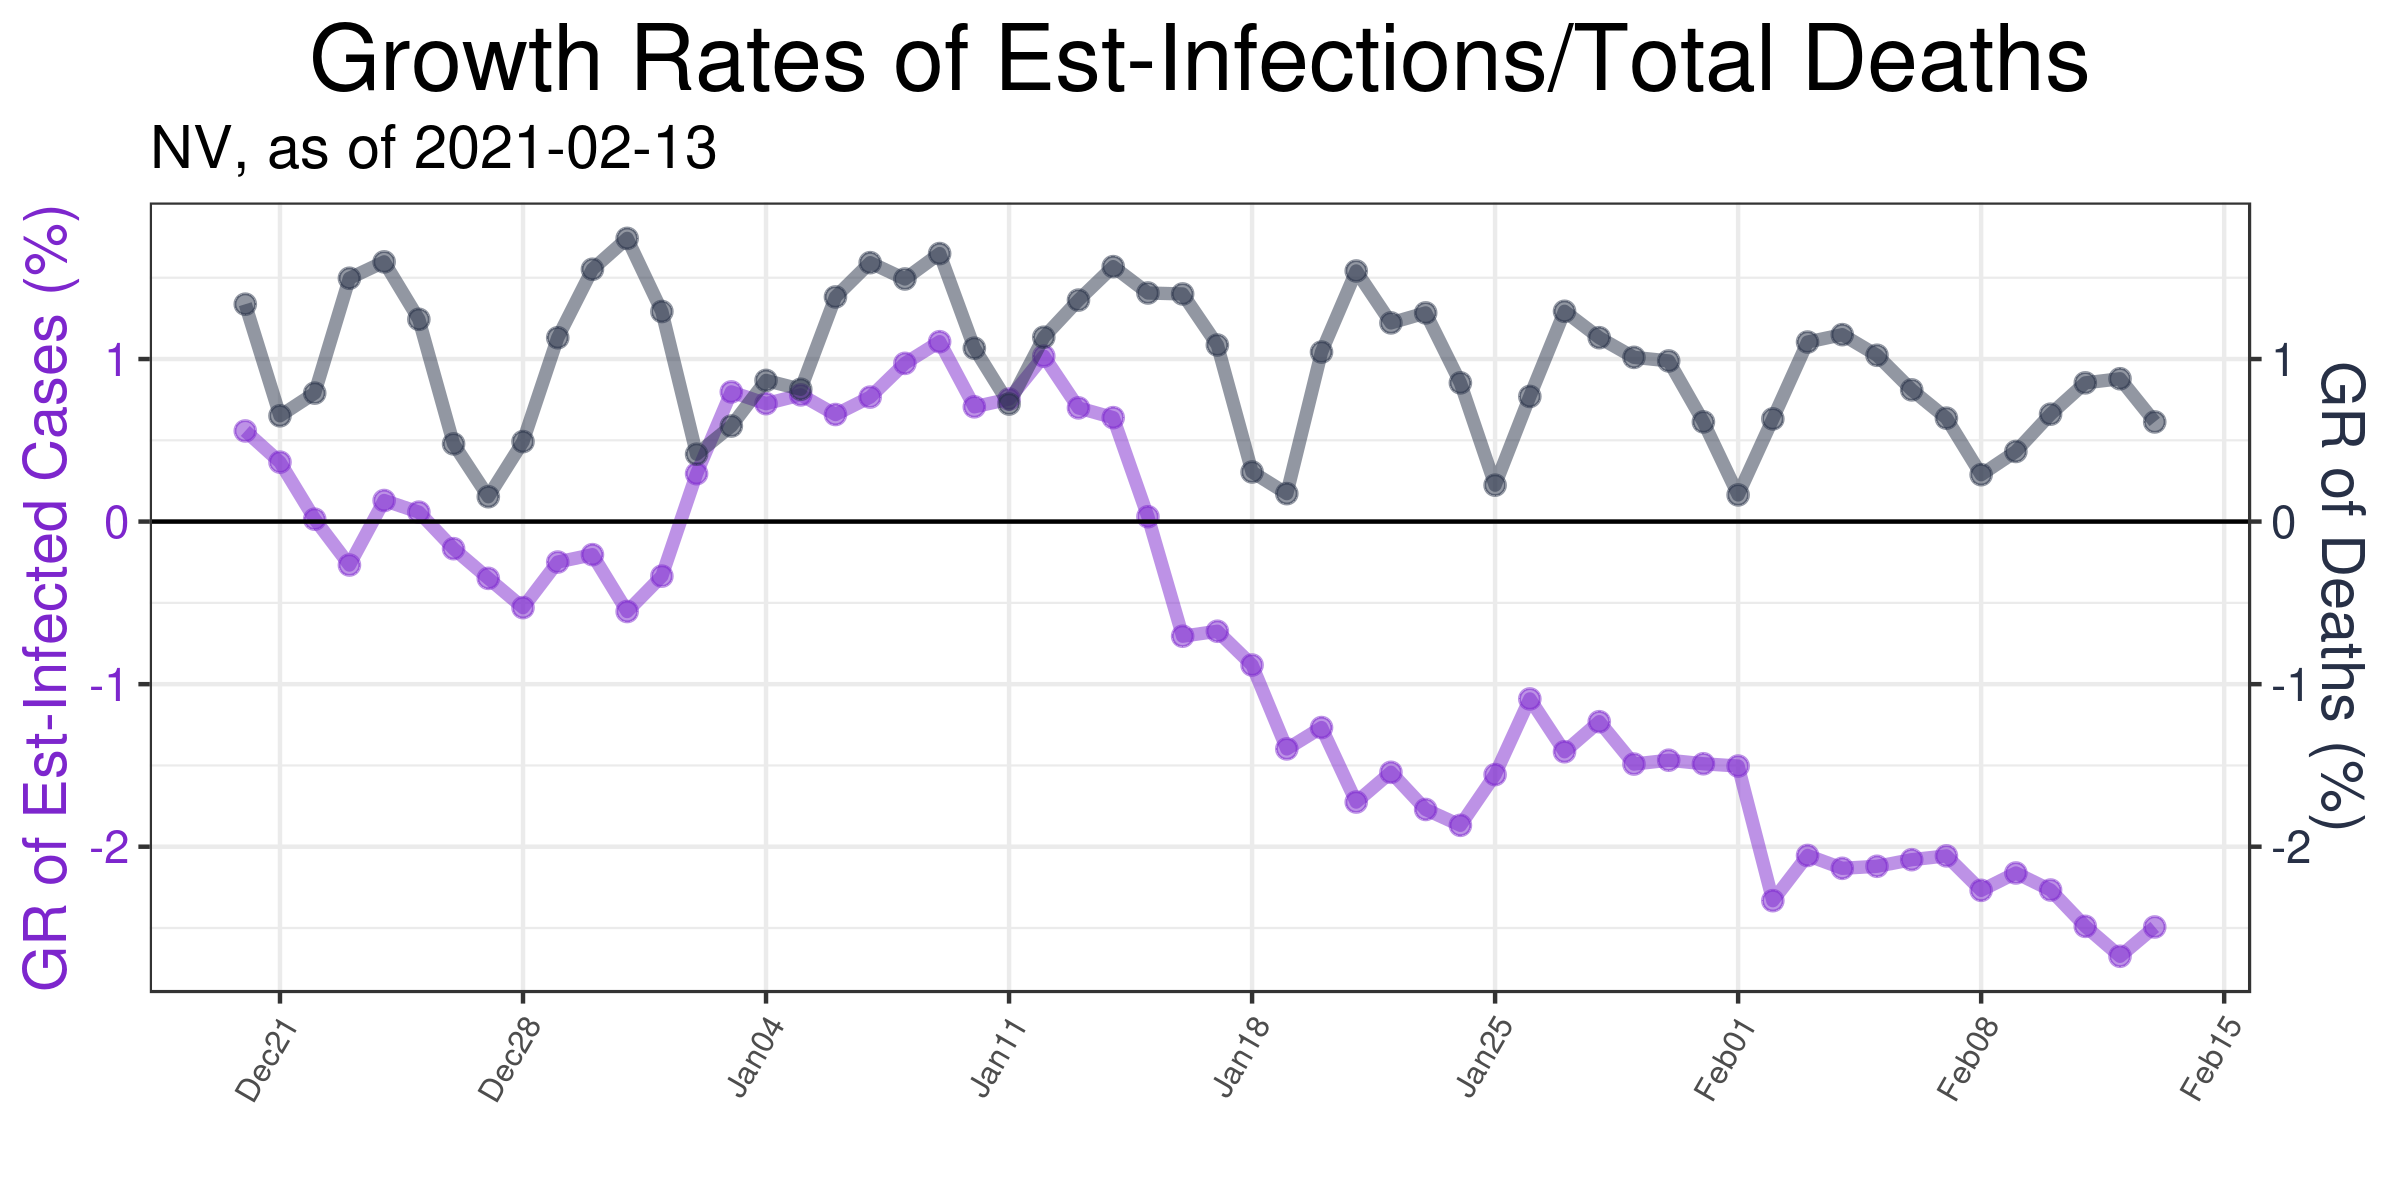 Growth Rates of Est-Infections/Total Deaths
NV, as of 2021-02-13
GR of Est-Infected Cases (%)
1
0
-1
-2
1
0
-1
-2
GR of Deaths (%)
Dec21
Dec28
Jan04
Jan11
Jan18
Jan25
Feb01
Feb08
Feb15